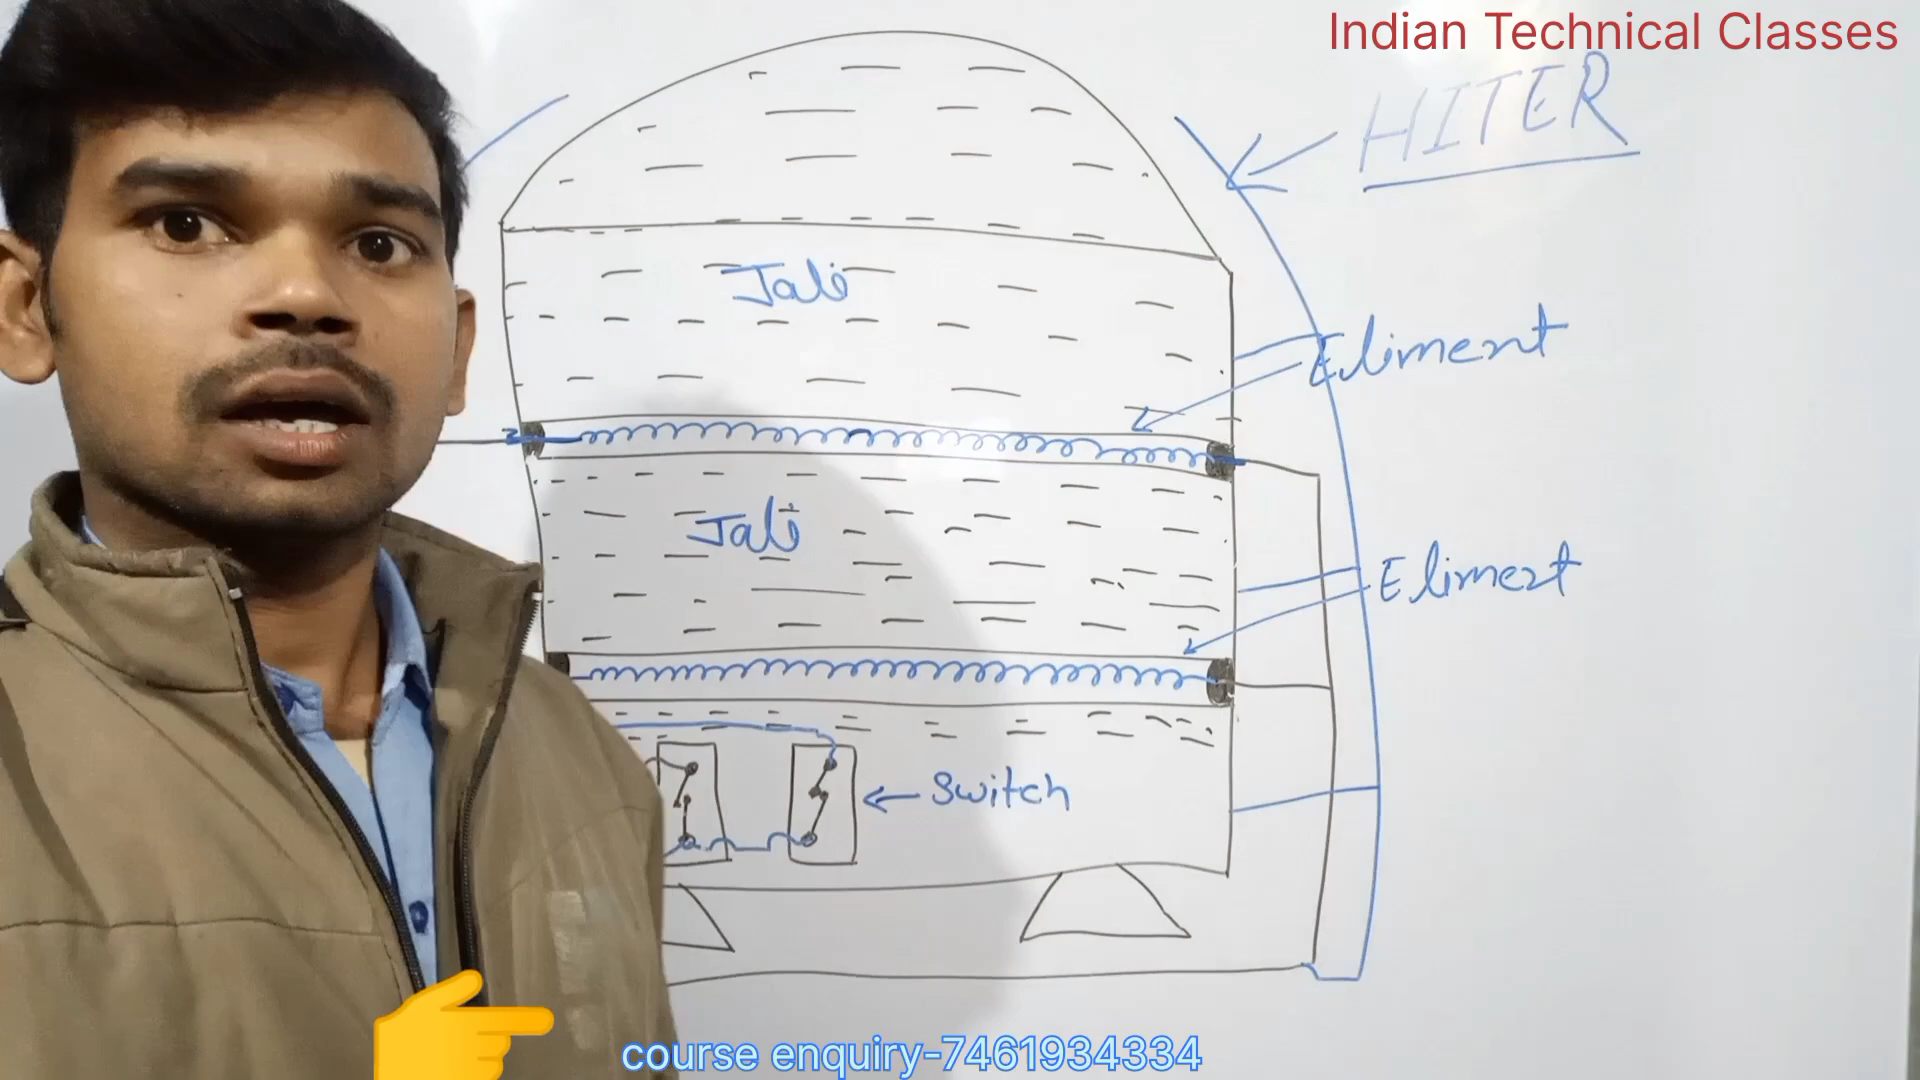 Indian Technical Classes
HITER
Jali
Eliment
Jali
Eliment
Switch
course enquiry-7461934334